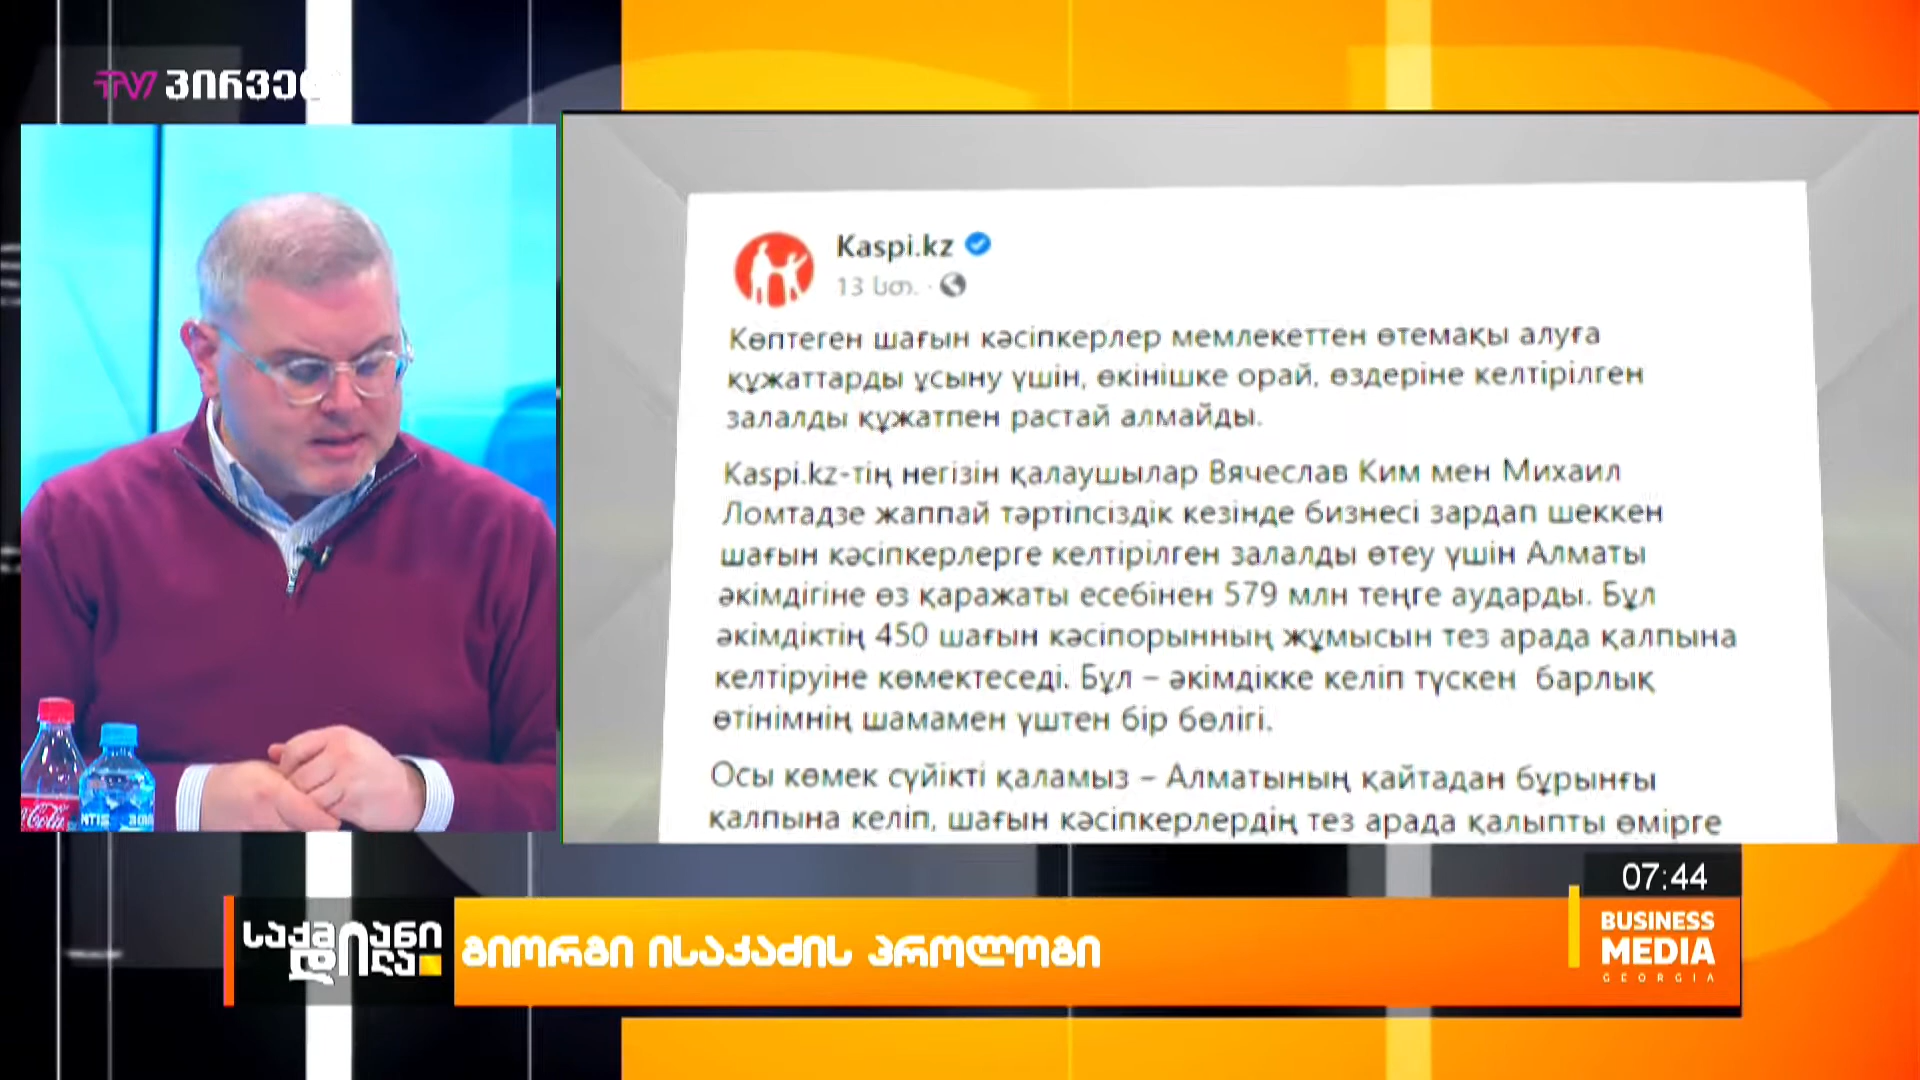 TV პირველ
Kaspi.kz
13 სთ.
Көптеген шағын кәсіпкерлер мемлекеттен өтемақы алуға
құжаттарды ұсыну үшін, өкінішке орай, өздеріне келтірілген
залалды құжатпен растай алмайды.
Kaspi.kz-тің негізін қалаушылар Вячеслав Ким мен Михаил
Ломтадзе жаппай тәртіпсіздік кезінде бизнесі зардап шеккен
шағын кәсіпкерлерге келтірілген залалды өтеу үшін Алматы
әкімдігіне өз қаражаты есебінен 579 млн теңге аударды. Бұл
әкімдіктің 450 шағын кәсіпорынның жұмысын тез арада қалпына
келтіруіне көмектеседі. Бұл – әкімдікке келіп түскен барлық
өтінімнің шамамен үштен бір бөлігі.
Осы көмек сүйікті қаламыз – Алматының қайтадан бұрынғы
қалпына келіп, шағын кәсіпкерлердің тез арада қалыпты өмірге
Coca-Cola
07:44
საქმიანი
დილა
გიორგი ისაკაძის პროლოგი
BUSINESS
MEDIA
GEORGIA